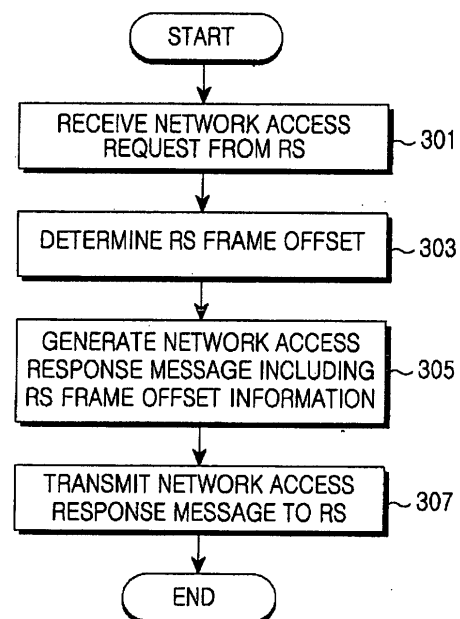 START
RECEIVE NETWORK ACCESS
REQUEST FROM RS
301
DETERMINE RS FRAME OFFSET
303
GENERATE NETWORK ACCESS
RESPONSE MESSAGE INCLUDING
RS FRAME OFFSET INFORMATION
305
TRANSMIT NETWORK ACCESS
RESPONSE MESSAGE TO RS
307
END